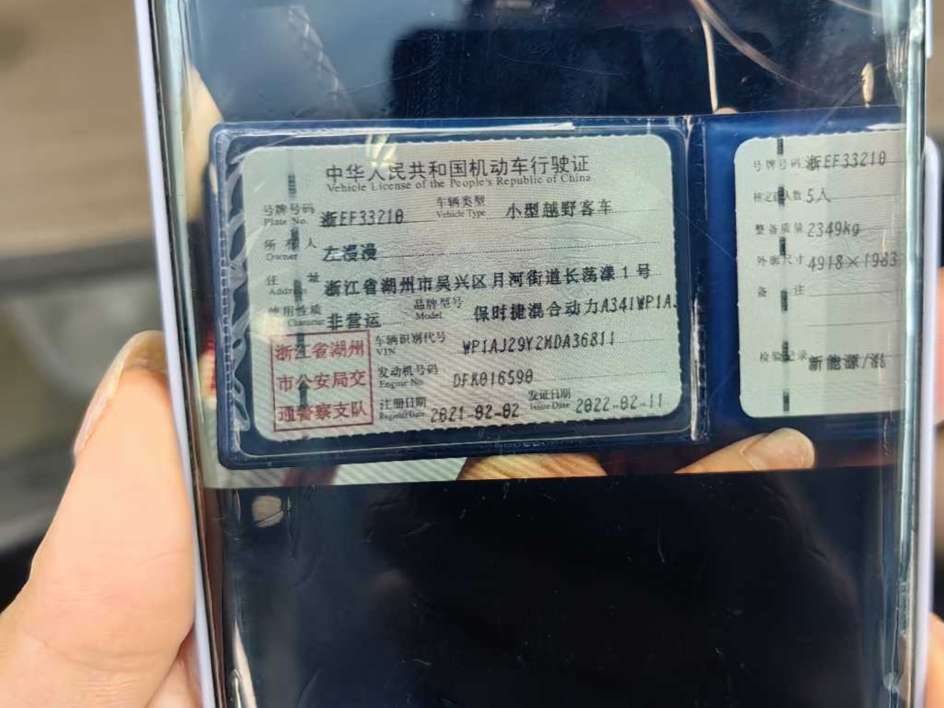 中华人民共和国机动车行驶证
Vehicle License of the People's Republic of China
号牌号码 浙EF33210 车辆类型 小型越野客车
Plate No. Vehicle Type
所有人 左漫漫
Owner
住址 浙江省湖州市吴兴区月河街道长荡漾1号
Address
使用性质 非营运 品牌型号 保时捷混合动力A341WP1AJ
Character Model
浙江省湖州
市公安局交
通警察支队
车辆识别代号 WP1AJ29Y2MDA36811
VIN
发动机号码 DFK016590
Engine No.
注册日期 2021-02-02 发证日期 2022-02-11
Register Date Issue Date
号牌号码 浙EF33210
核定载人数 5人
整备质量 2349kg
外廓尺寸 4918×1983
备注
检验记录 新能源/混